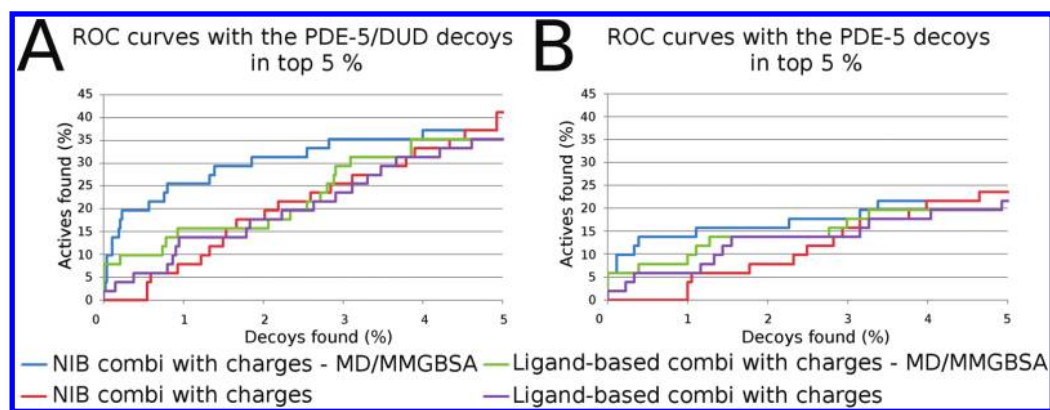 A
ROC curves with the PDE-5/DUD decoys
in top 5 %
Actives found (%)
45
40
35
30
25
20
15
10
5
0
0 1 2 3 4 5
Decoys found (%)
B
ROC curves with the PDE-5 decoys
in top 5 %
Actives found (%)
45
40
35
30
25
20
15
10
5
0
0 1 2 3 4 5
Decoys found (%)
NIB combi with charges - MD/MMGBSA
Ligand-based combi with charges - MD/MMGBSA
NIB combi with charges
Ligand-based combi with charges